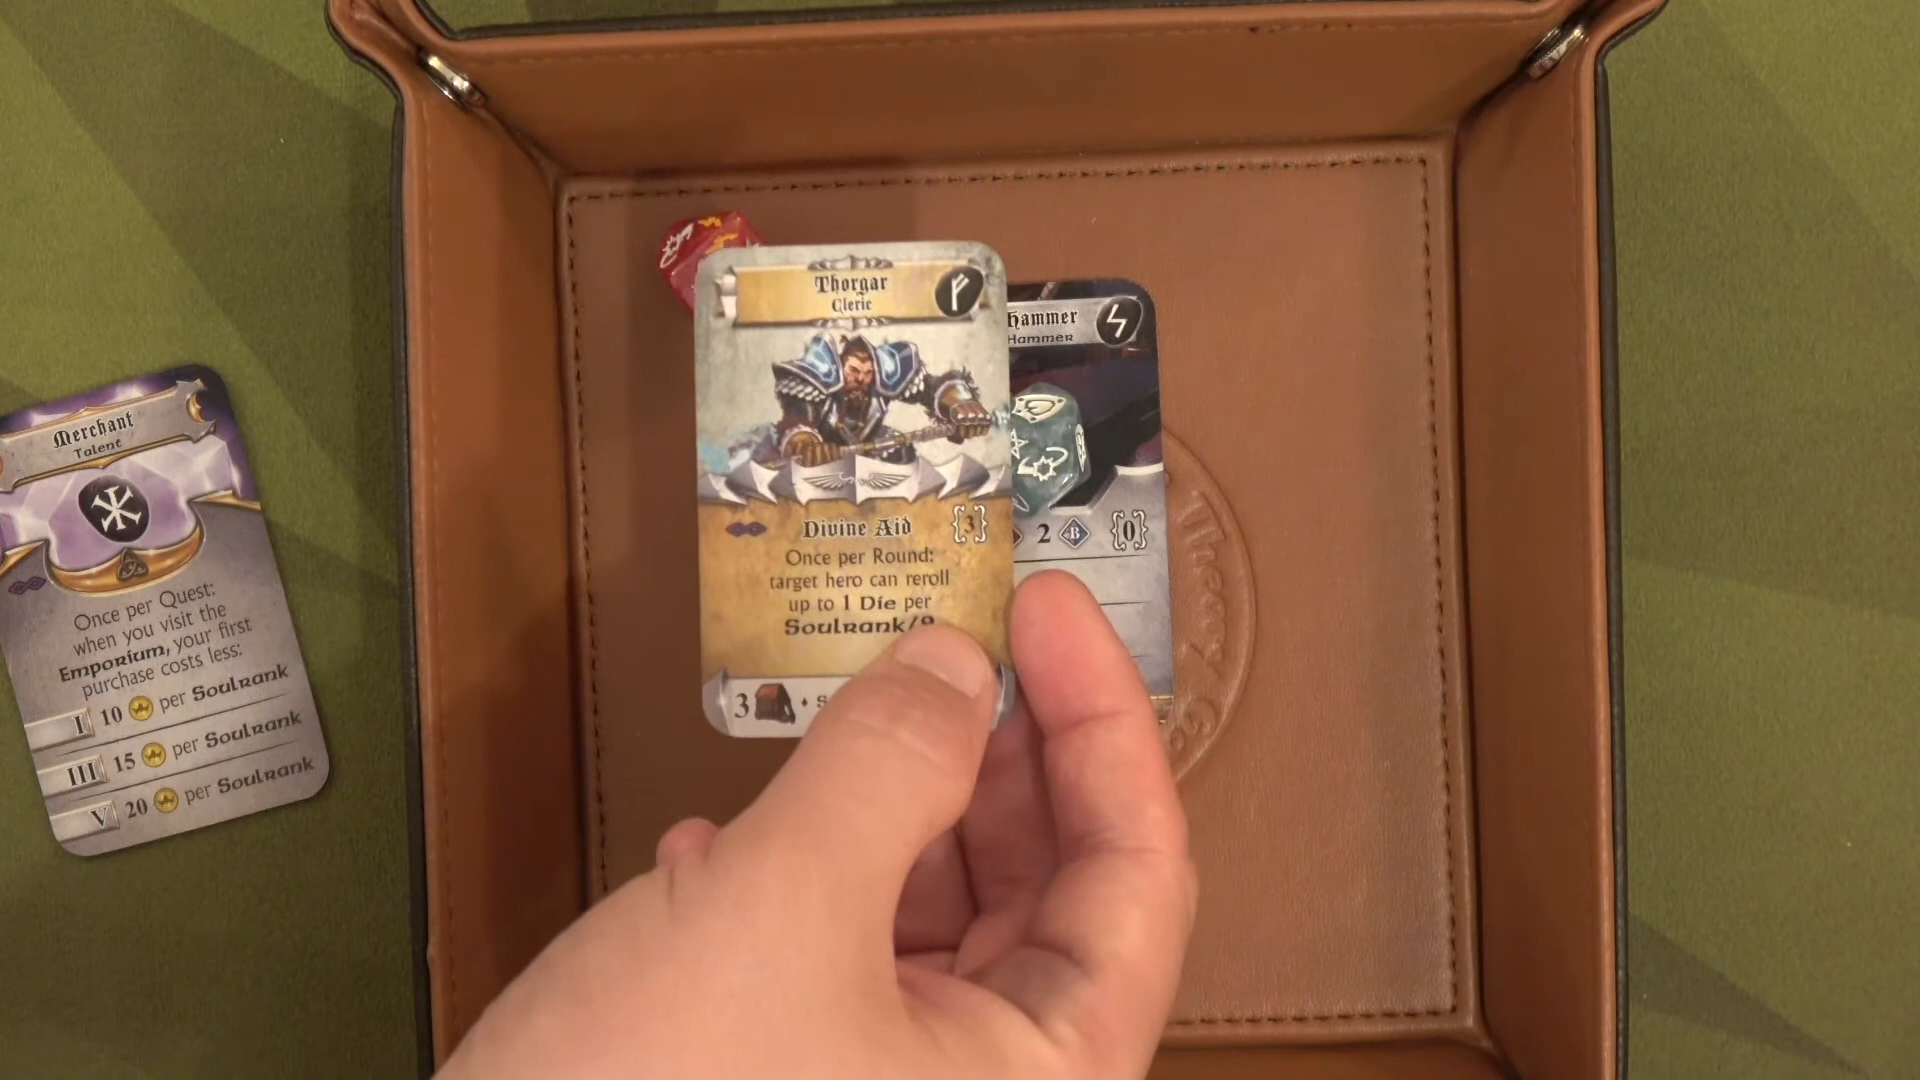 Merchant
Talent
Once per Quest:
when you visit the
Emporium, your first
purchase costs less:
I 10 per Soulrank
III 15 per Soulrank
V 20 per Soulrank
Thorgar
Cleric
Divine Aid {3}
Once per Round:
target hero can reroll
up to 1 Die per
Soulrank/
3
hammer
Hammer
2 B {0}
Theory